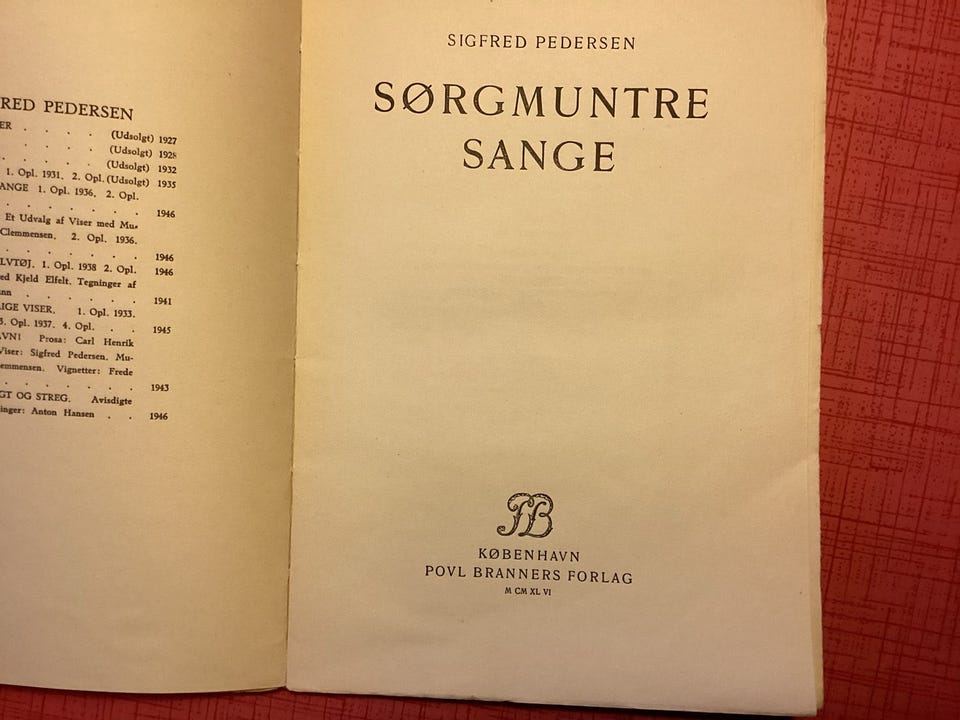 RED PEDERSEN
ER . . . . (Udsolgt) 1927
. . . . (Udsolgt) 1928
. . . . (Udsolgt) 1932
1. Opl. 1931, 2. Opl. (Udsolgt) 1935
ANGE 1. Opl. 1936, 2. Opl.
. . . . . . . 1946
Et Udvalg af Viser med Mu-
Clemmensen. 2. Opl. 1936.
. . . . . . . 1946
LVTØJ. 1. Opl. 1938 2. Opl. 1946
ed Kjeld Elfelt. Tegninger af
nn . . . . . . 1941
LIGE VISER. 1. Opl. 1933.
3. Opl. 1937. 4. Opl. . . 1945
AVN! Prosa: Carl Henrik
Viser: Sigfred Pedersen. Mu-
emmensen. Vignetter: Frede
. . . . . . . 1943
GT OG STREG. Avisdigte
inger: Anton Hansen . . 1946
SIGFRED PEDERSEN
SØRGMUNTRE
SANGE
PB
KØBENHAVN
POVL BRANNERS FORLAG
M CM XL VI